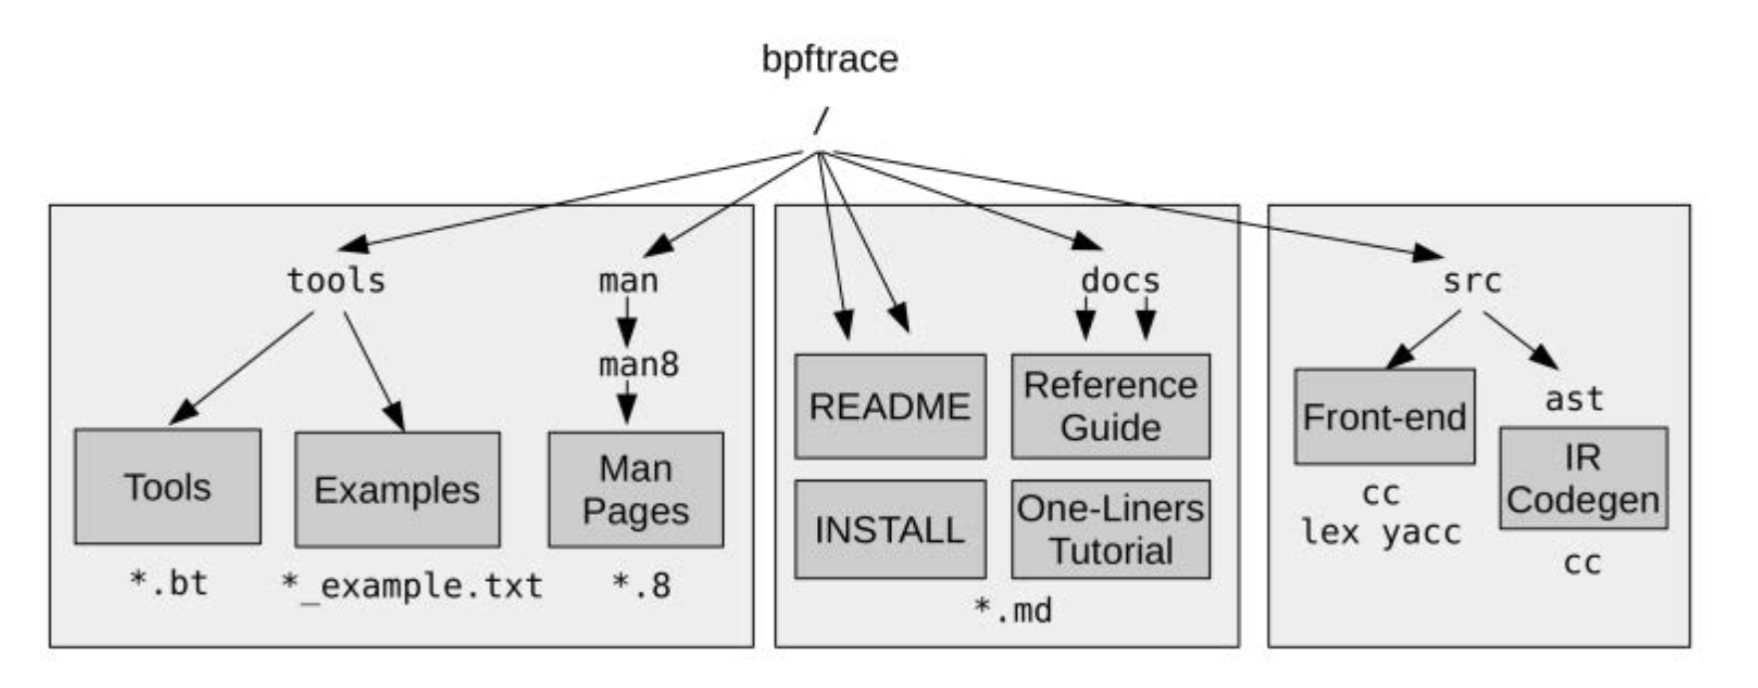 bpftrace
/
tools
man
docs
src
man8
Tools
Examples
Man
Pages
*.bt
*_example.txt
*.8
README
Reference
Guide
INSTALL
One-Liners
Tutorial
*.md
Front-end
cc
lex yacc
ast
IR
Codegen
cc